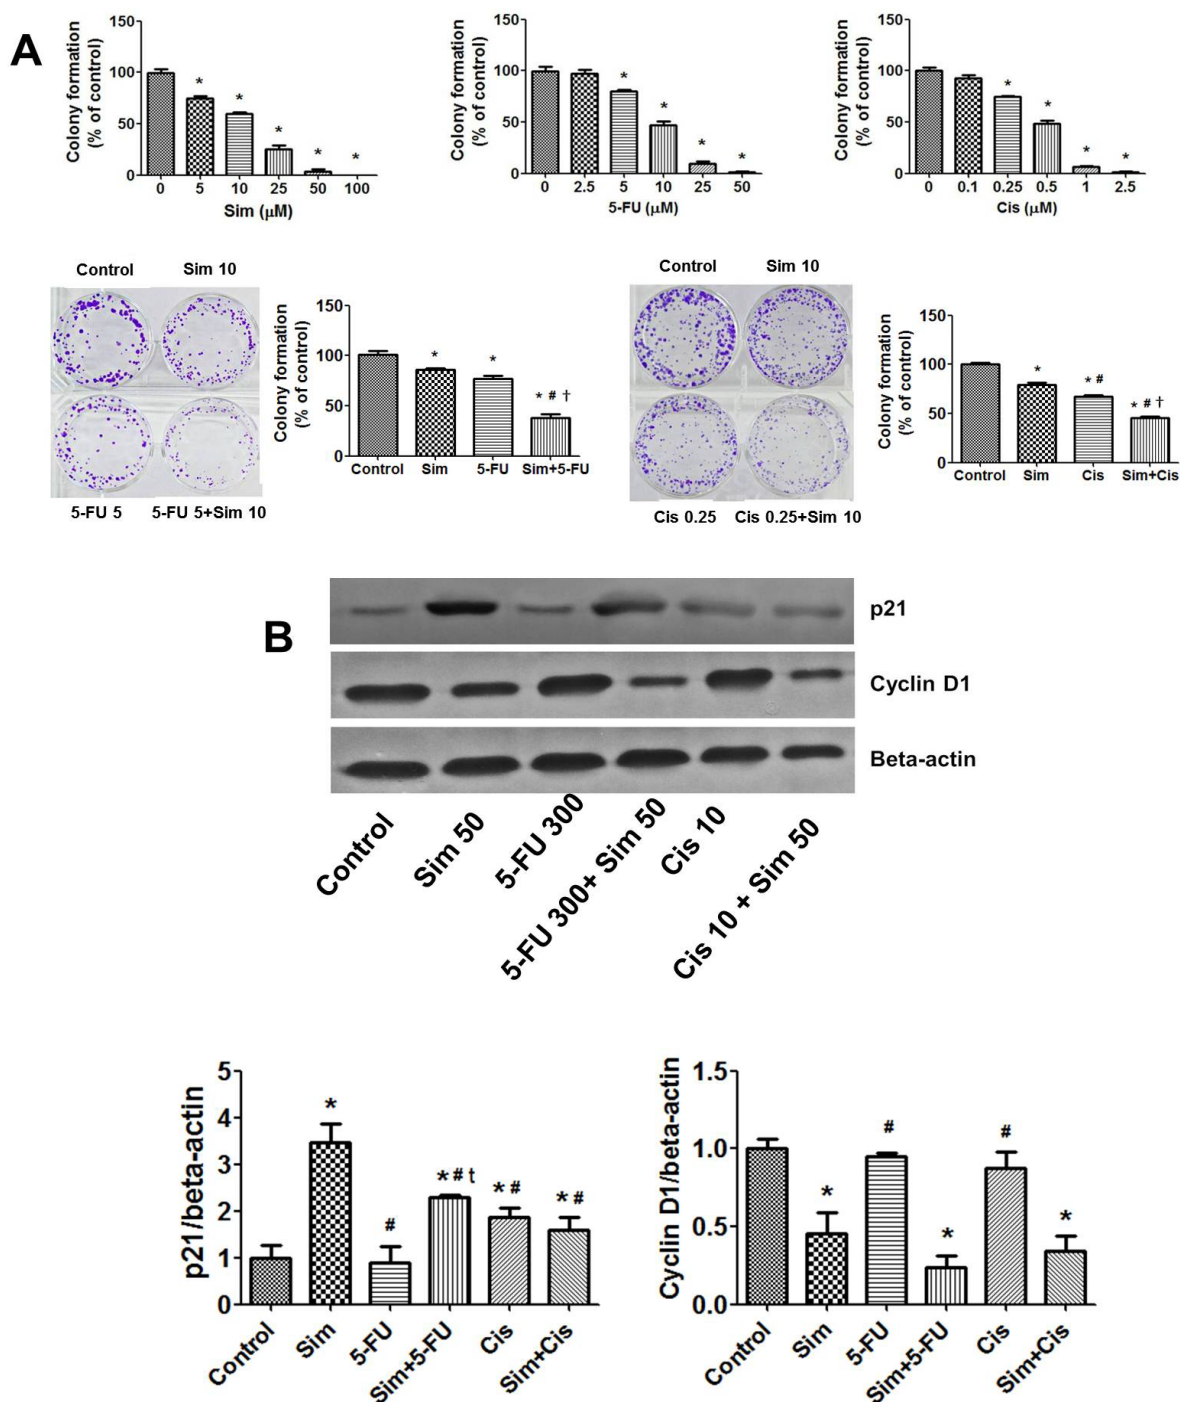 A
Colony formation
(% of control)
150
100
50
0
*
*
*
*
*
0 5 10 25 50 100
Sim (μM)
Colony formation
(% of control)
150
100
50
0
*
*
*
*
0 2.5 5 10 25 50
5-FU (μM)
Colony formation
(% of control)
150
100
50
0
*
*
*
*
0 0.1 0.25 0.5 1 2.5
Cis (μM)
Control Sim 10
5-FU 5 5-FU 5+Sim 10
Colony formation
(% of control)
150
100
50
0
*
*
* # †
Control Sim 5-FU Sim+5-FU
Control Sim 10
Cis 0.25 Cis 0.25+Sim 10
Colony formation
(% of control)
150
100
50
0
*
* #
* # †
Control Sim Cis Sim+Cis
B
p21
Cyclin D1
Beta-actin
Control
Sim 50
5-FU 300
5-FU 300+ Sim 50
Cis 10
Cis 10 + Sim 50
p21/beta-actin
5
4
3
2
1
0
*
#
* # t
* #
* #
Control
Sim
5-FU
Sim+5-FU
Cis
Sim+Cis
Cyclin D1/beta-actin
1.5
1.0
0.5
0.0
*
#
*
#
*
Control
Sim
5-FU
Sim+5-FU
Cis
Sim+Cis